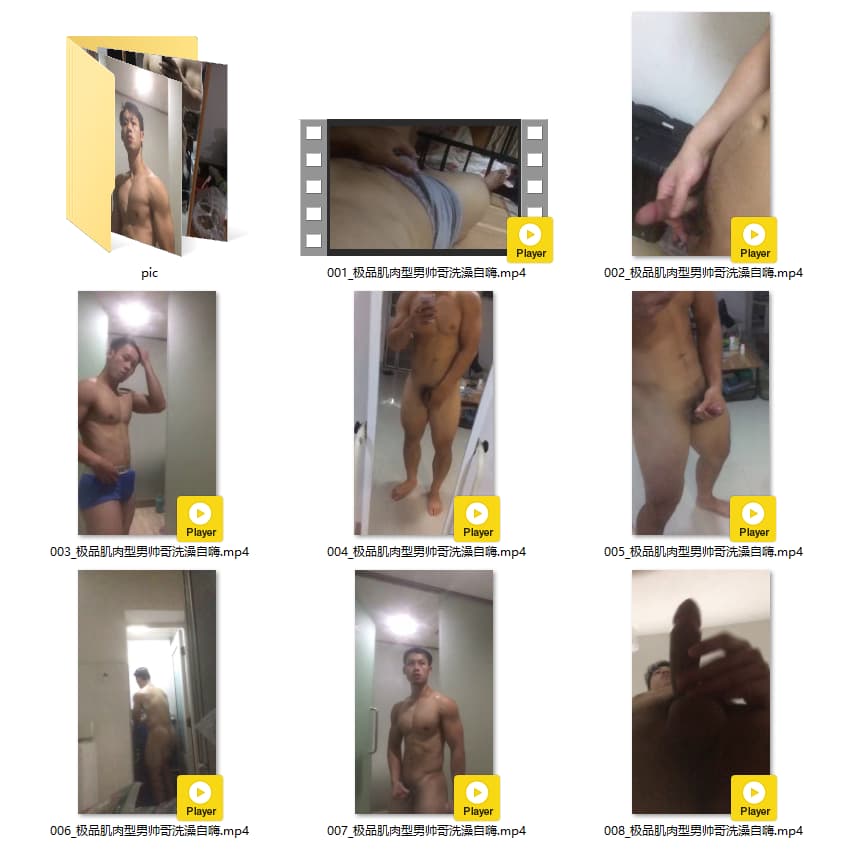 pic
Player
001_极品肌肉型男帅哥洗澡自嗨.mp4
Player
002_极品肌肉型男帅哥洗澡自嗨.mp4
Player
003_极品肌肉型男帅哥洗澡自嗨.mp4
Player
004_极品肌肉型男帅哥洗澡自嗨.mp4
Player
005_极品肌肉型男帅哥洗澡自嗨.mp4
Player
006_极品肌肉型男帅哥洗澡自嗨.mp4
Player
007_极品肌肉型男帅哥洗澡自嗨.mp4
Player
008_极品肌肉型男帅哥洗澡自嗨.mp4